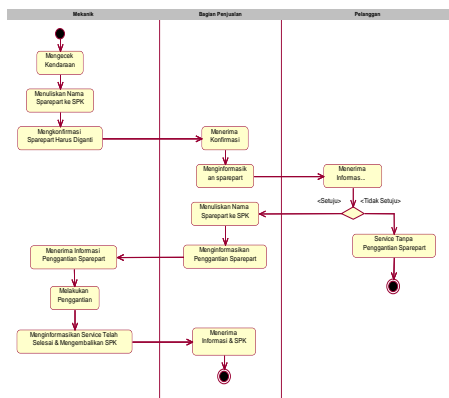 Mekanik
Bagian Penjualan
Pelanggan
Mengecek
Kendaraan
Menuliskan Nama
Sparepart ke SPK
Mengkonfirmasi
Sparepart Harus Diganti
Menerima
Konfirmasi
Menginformasik
an sparepart
Menerima
Informas...
<Setuju>
<Tidak Setuju>
Menuliskan Nama
Sparepart ke SPK
Service Tanpa
Penggantian Sparepart
Menginformasikan
Penggantian Sparepart
Menerima Informasi
Penggantian Sparepart
Melakukan
Penggantian
Menginformasikan Service Telah
Selesai & Mengembalikan SPK
Menerima
Informasi & SPK